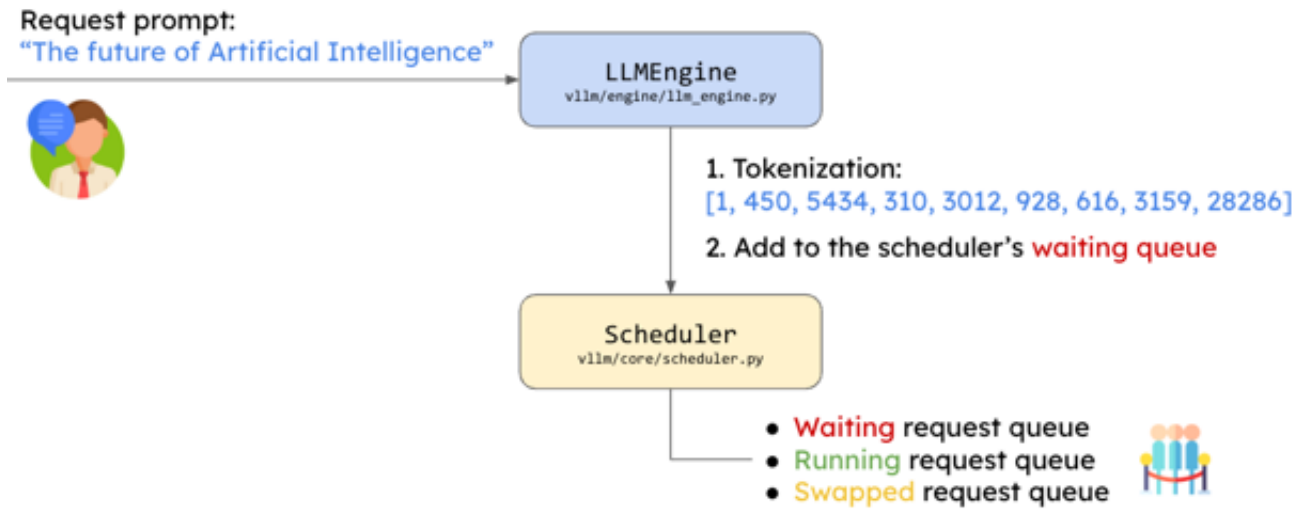 Request prompt:
“The future of Artificial Intelligence”
LLMEngine
vllm/engine/llm_engine.py
1. Tokenization:
[1, 450, 5434, 310, 3012, 928, 616, 3159, 28286]
2. Add to the scheduler’s waiting queue
Scheduler
vllm/core/scheduler.py
● Waiting request queue
● Running request queue
● Swapped request queue